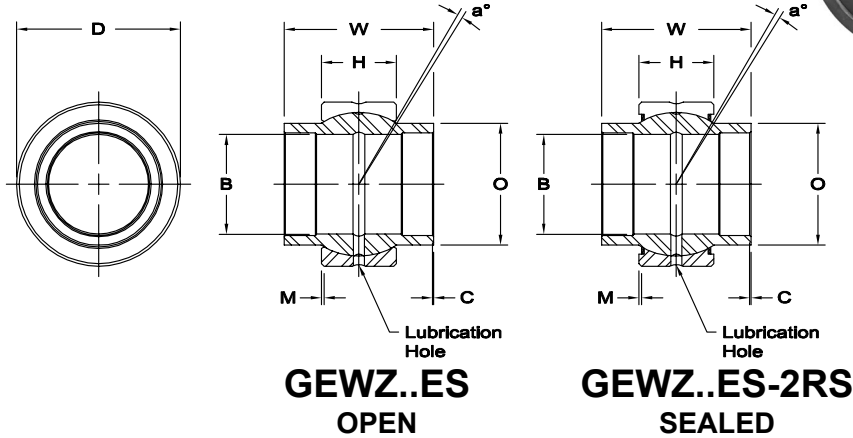 D
W
H
a°
B
O
M
C
Lubrication
Hole
GEWZ..ES
OPEN
W
H
a°
B
O
M
C
Lubrication
Hole
GEWZ..ES-2RS
SEALED